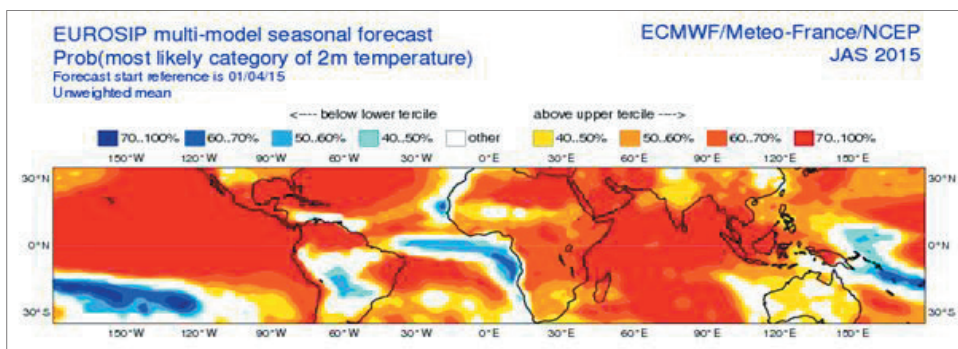 EUROSIP multi-model seasonal forecast
ECMWF/Meteo-France/NCEP
Prob(most likely category of 2m temperature)
JAS 2015
Forecast start reference is 01/04/15
Unweighted mean
<---- below lower tercile
above upper tercile ---->
70..100% 60..70% 50..60% 40..50% other 40..50% 50..60% 60..70% 70..100%
150°W 120°W 90°W 60°W 30°W 0°E 30°E 60°E 90°E 120°E 150°E
30°N 30°N
0°N 0°N
30°S 30°S
150°W 120°W 90°W 60°W 30°W 0°E 30°E 60°E 90°E 120°E 150°E